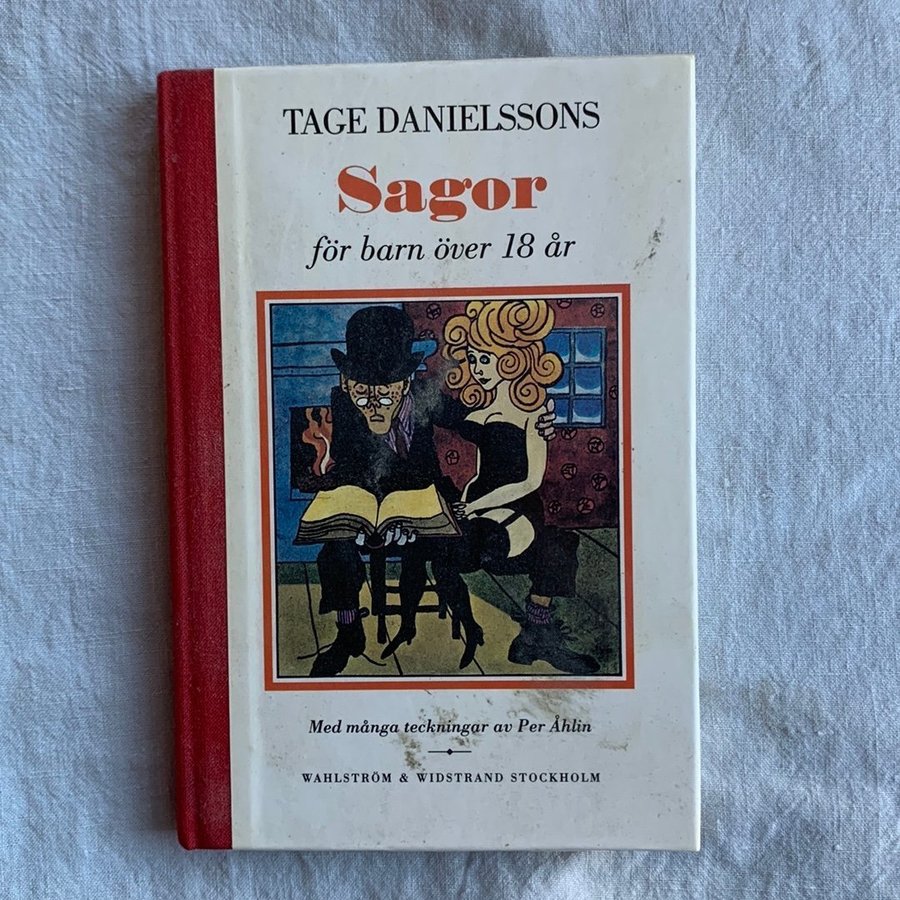 TAGE DANIELSSONS
Sagor
för barn över 18 år
Med många teckningar av Per Åhlin
WAHLSTRÖM & WIDSTRAND STOCKHOLM